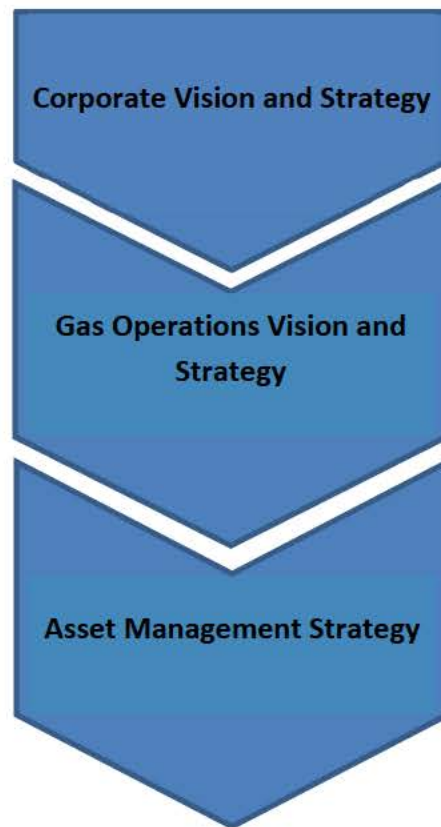 Corporate Vision and Strategy
Gas Operations Vision and
Strategy
Asset Management Strategy